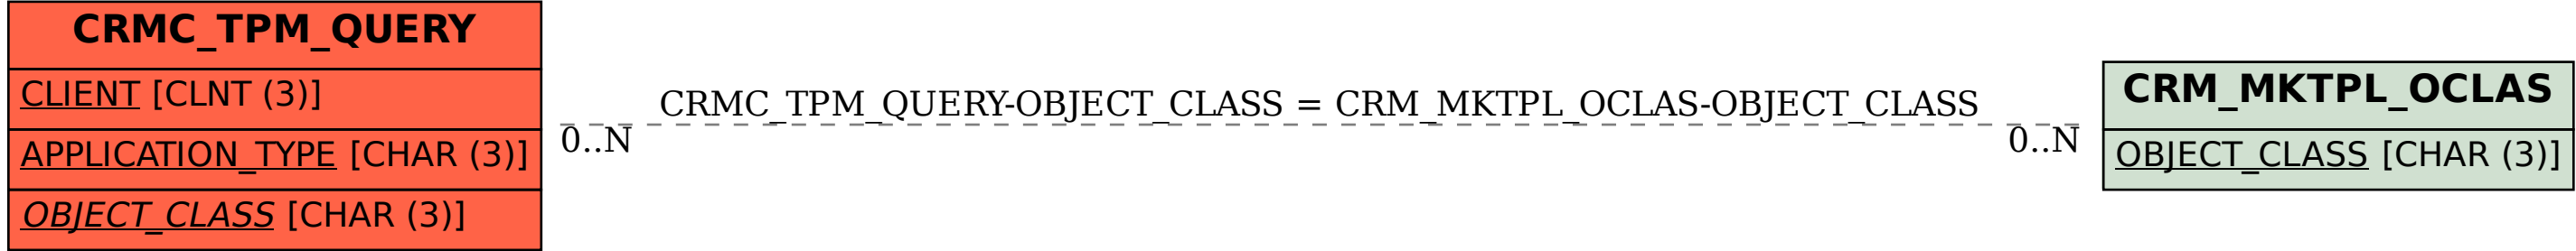 CRMC_TPM_QUERY
CLIENT [CLNT (3)]
APPLICATION_TYPE [CHAR (3)]
OBJECT_CLASS [CHAR (3)]
CRMC_TPM_QUERY-OBJECT_CLASS = CRM_MKTPL_OCLAS-OBJECT_CLASS
0..N
0..N
CRM_MKTPL_OCLAS
OBJECT_CLASS [CHAR (3)]